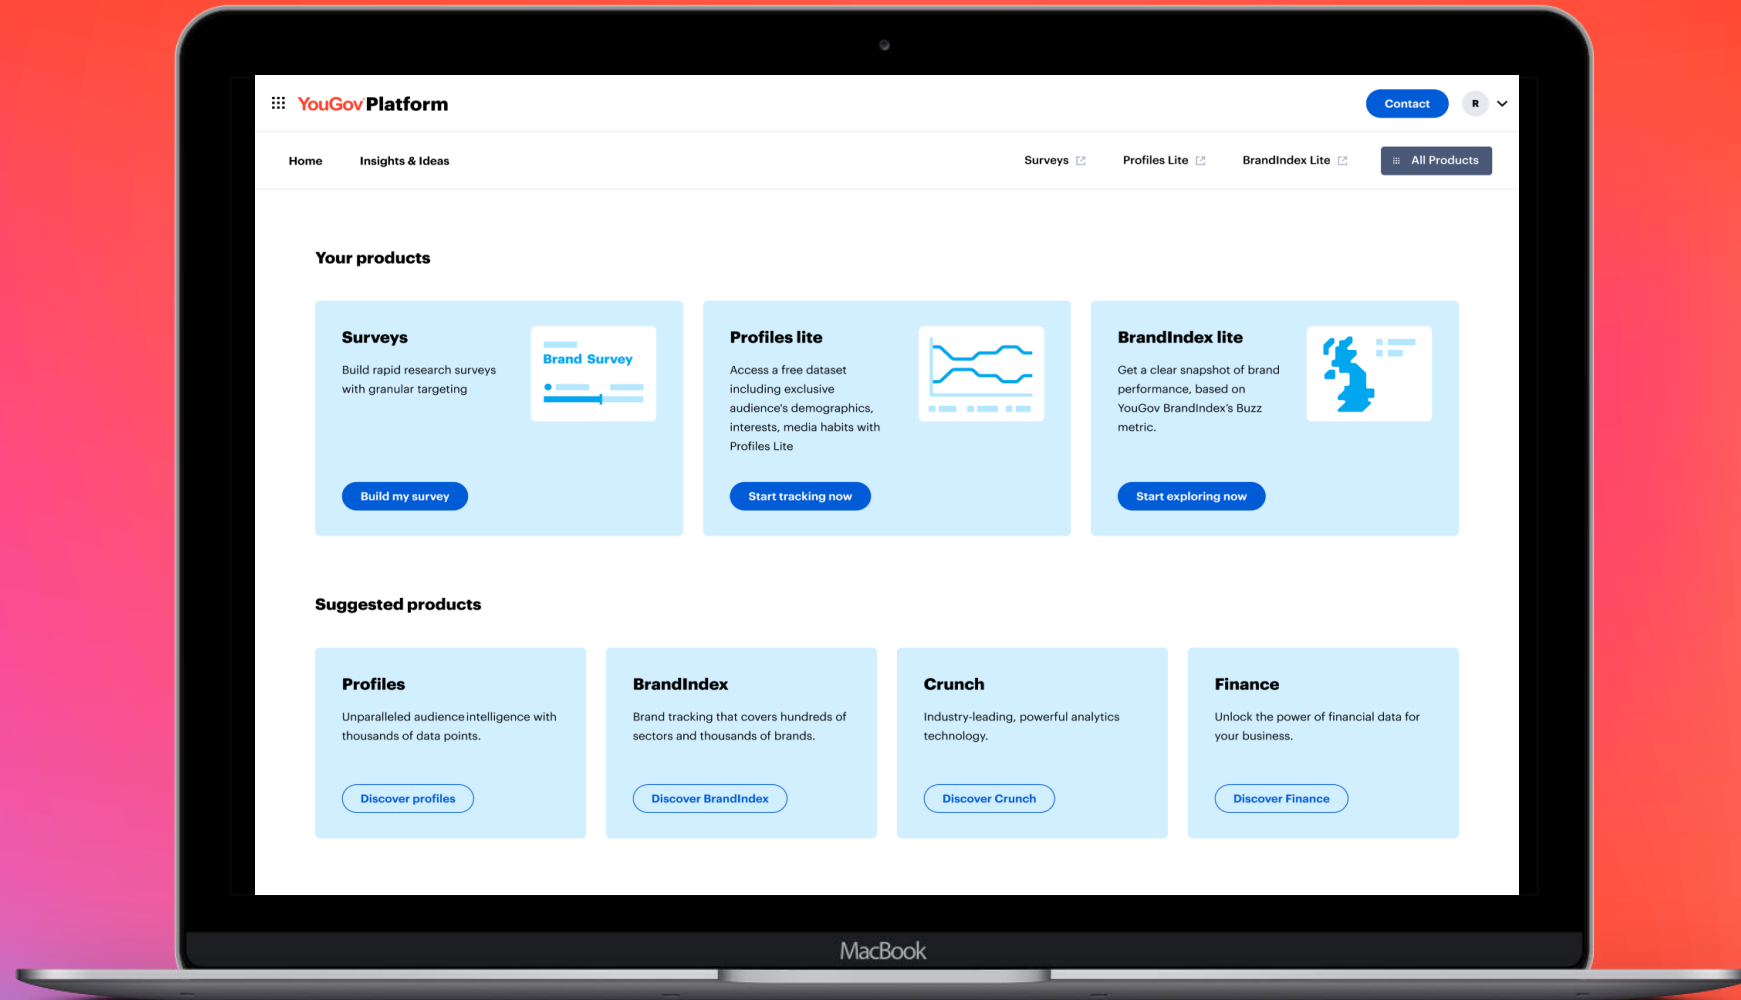 YouGov Platform
Contact
R
Home
Insights & Ideas
Surveys
Profiles Lite
BrandIndex Lite
All Products
Your products
Surveys
Build rapid research surveys
with granular targeting
Brand Survey
Build my survey
Profiles lite
Access a free dataset
including exclusive
audience's demographics,
interests, media habits with
Profiles Lite
Start tracking now
BrandIndex lite
Get a clear snapshot of brand
performance, based on
YouGov BrandIndex's Buzz
metric.
Start exploring now
Suggested products
Profiles
Unparalleled audience intelligence with
thousands of data points.
Discover profiles
BrandIndex
Brand tracking that covers hundreds of
sectors and thousands of brands.
Discover BrandIndex
Crunch
Industry-leading, powerful analytics
technology.
Discover Crunch
Finance
Unlock the power of financial data for
your business.
Discover Finance
MacBook